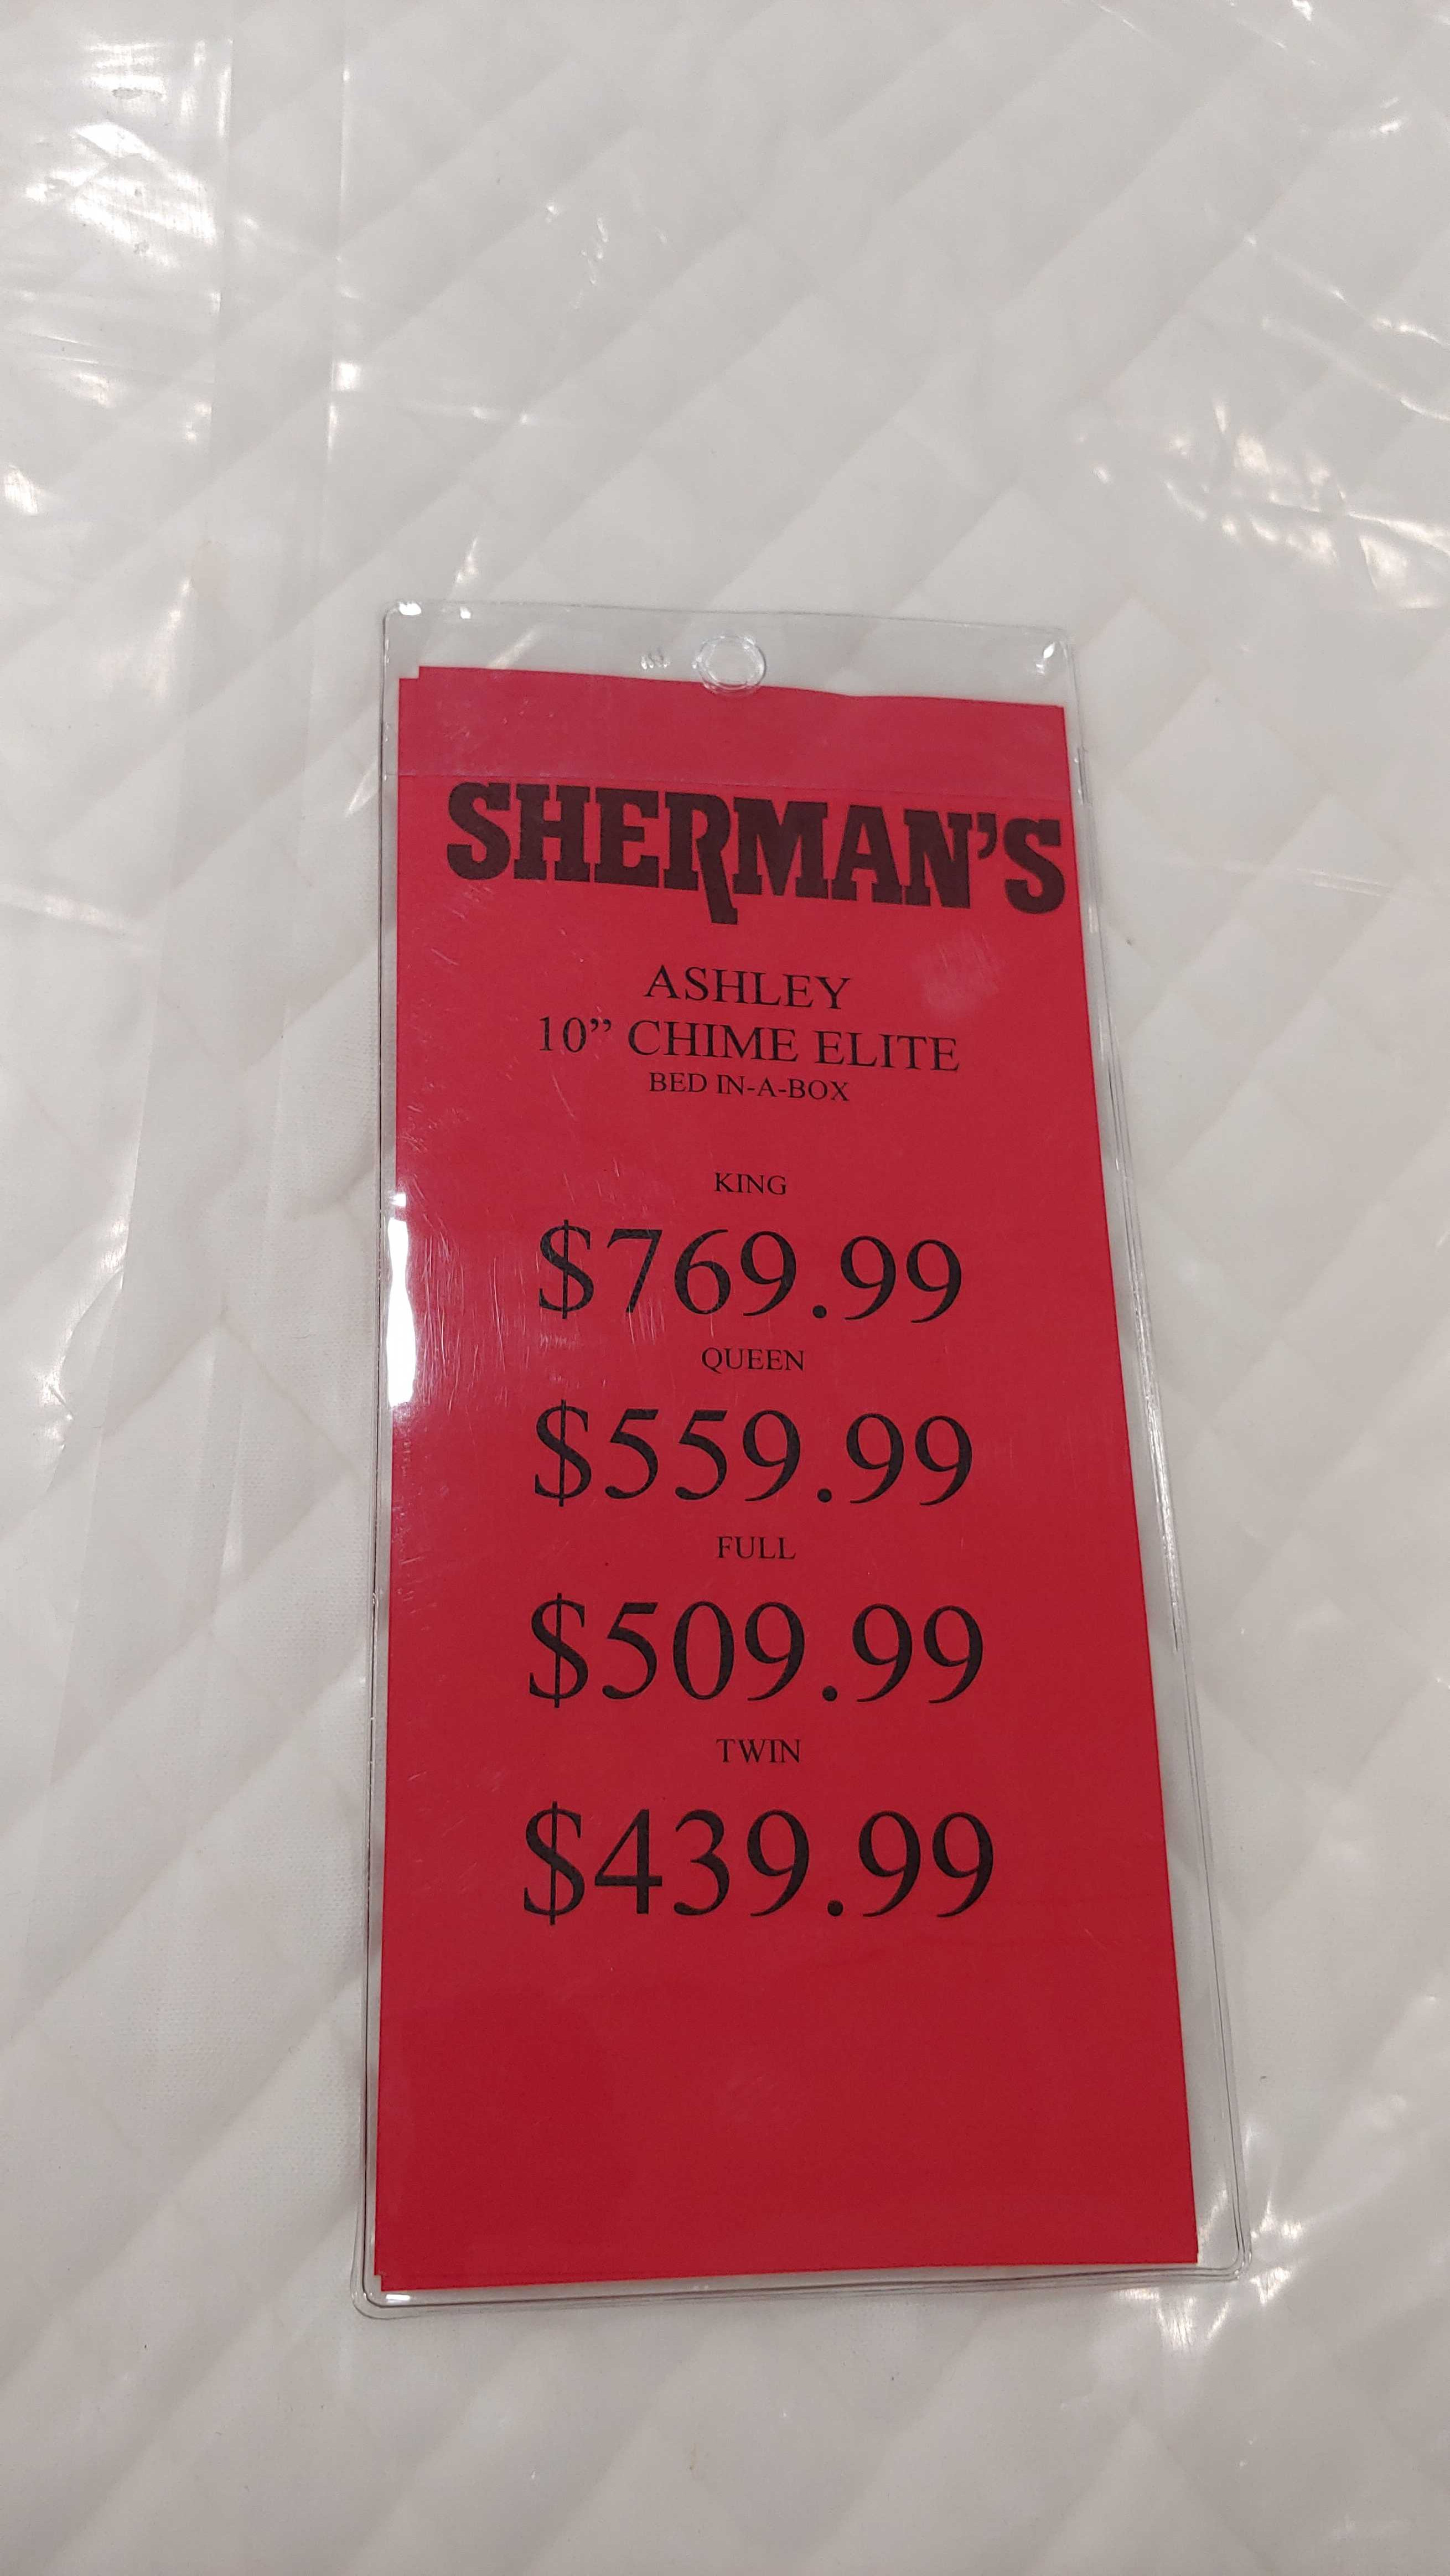 SHERMAN'S
ASHLEY
10” CHIME ELITE
BED IN-A-BOX
KING
$769.99
QUEEN
$559.99
FULL
$509.99
TWIN
$439.99